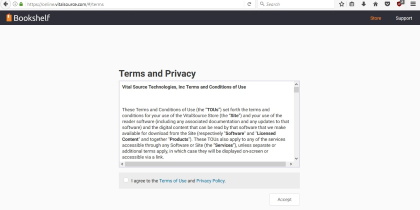 https://online.vitalsource.com/#/terms
Search
Bookshelf
Store
Support
Terms and Privacy
Vital Source Technologies, Inc Terms and Conditions of Use
These Terms and Conditions of Use (the "TOUs") set forth the terms and
conditions for your use of the VitalSource Store (the "Site") and your use of the
reader software (including any associated documentation and any updates to that
software) and the digital content that can be read by that software that we make
available for download from the Site (respectively "Software" and "Licensed
Content" and together "Products"). These TOUs also apply to any of the services
accessible through any Software or Site (the "Services"), unless separate or
additional terms apply, in which case they will be displayed on-screen or
accessible via a link.
I agree to the Terms of Use and Privacy Policy.
Accept